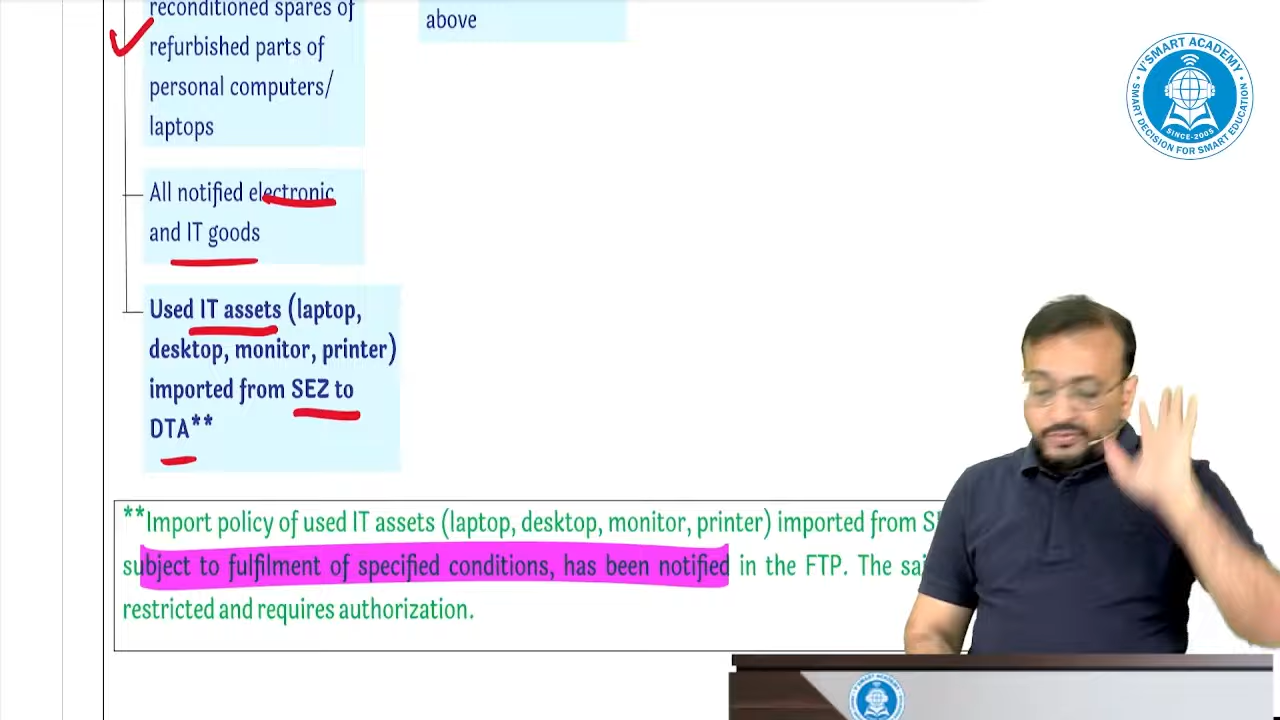 reconditioned spares of
refurbished parts of
personal computers/
laptops
above
All notified electronic
and IT goods
Used IT assets (laptop,
desktop, monitor, printer)
imported from SEZ to
DTA**
**Import policy of used IT assets (laptop, desktop, monitor, printer) imported from
subject to fulfilment of specified conditions, has been notified in the FTP. The
restricted and requires authorization.
V'SMART ACADEMY
SMART DECISION FOR SMART EDUCATION
SINCE-2005